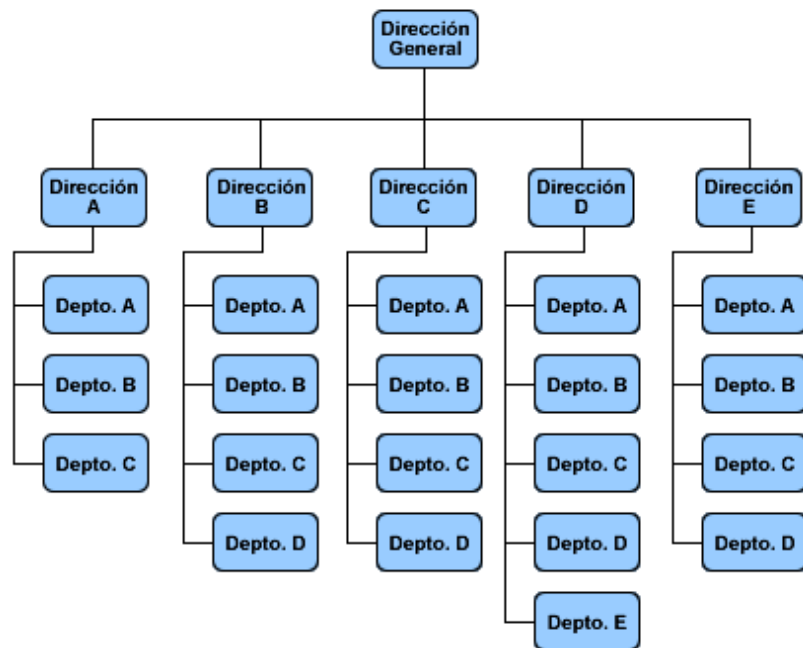 Dirección
General
Dirección
A
Dirección
B
Dirección
C
Dirección
D
Dirección
E
Depto. A
Depto. A
Depto. A
Depto. A
Depto. A
Depto. B
Depto. B
Depto. B
Depto. B
Depto. B
Depto. C
Depto. C
Depto. C
Depto. C
Depto. C
Depto. D
Depto. D
Depto. D
Depto. D
Depto. E